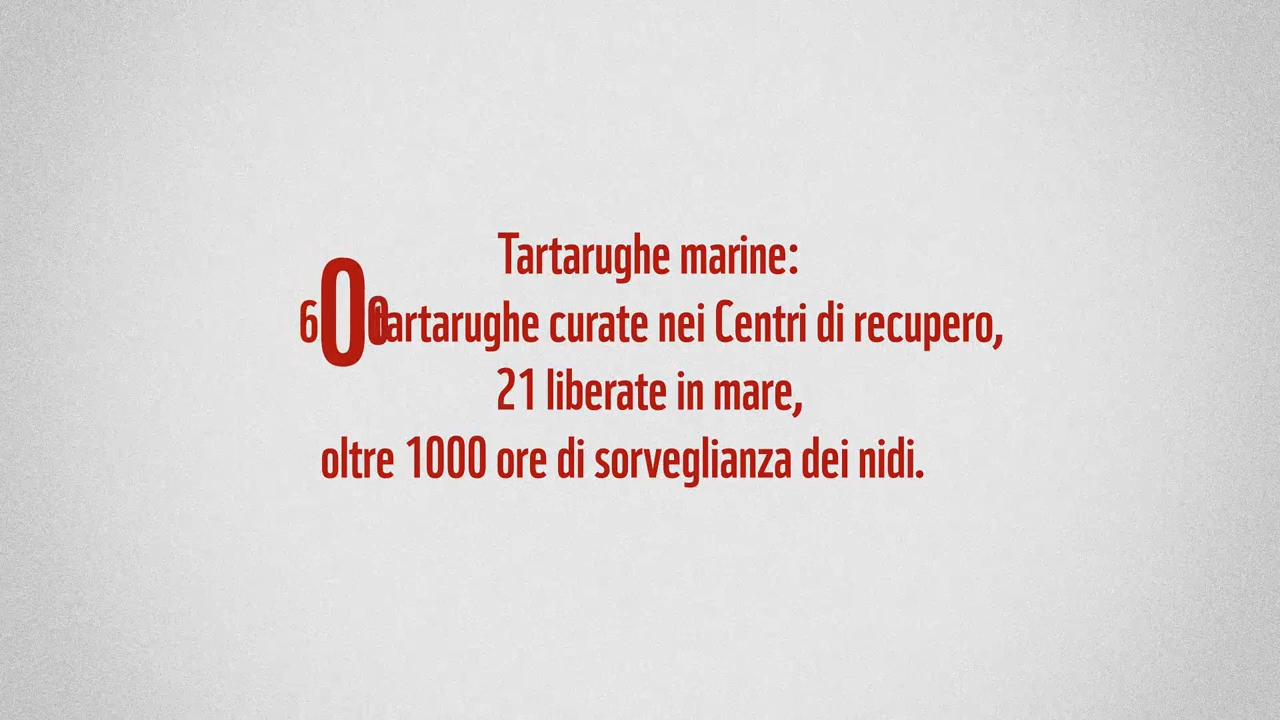 Tartarughe marine:
600 tartarughe curate nei Centri di recupero,
21 liberate in mare,
oltre 1000 ore di sorveglianza dei nidi.